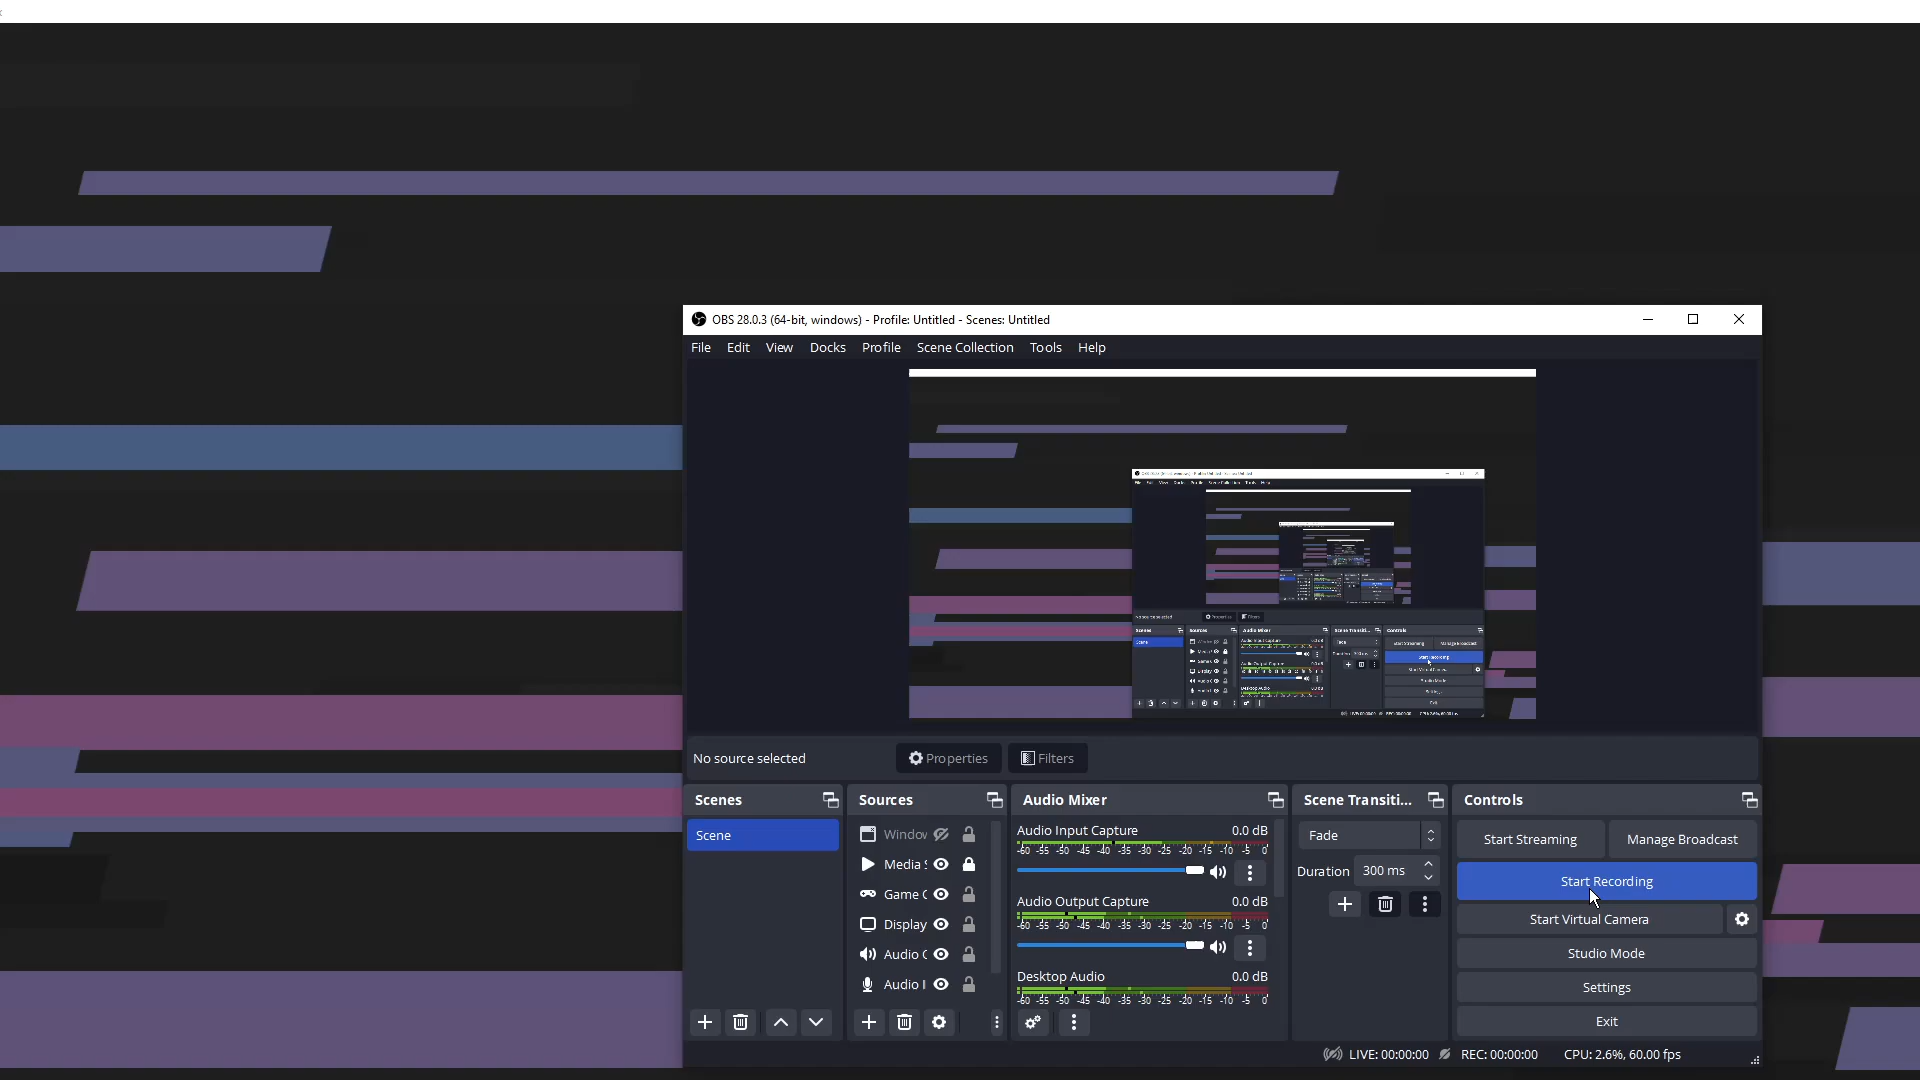 OBS 28.0.3 (64-bit, windows) - Profile: Untitled - Scenes: Untitled
File Edit View Docks Profile Scene Collection Tools Help
No source selected Properties Filters
Scenes
Scene
Sources
Media
Game
Display
Audio
Audio
Audio Mixer
Audio Input Capture 0.0 dB
-60 -55 -50 -45 -40 -35 -30 -25 -20 -15 -10 -5 0
Audio Output Capture 0.0 dB
-60 -55 -50 -45 -40 -35 -30 -25 -20 -15 -10 -5 0
Desktop Audio 0.0 dB
-60 -55 -50 -45 -40 -35 -30 -25 -20 -15 -10 -5 0
Scene Transiti...
Fade
Duration 300 ms
Controls
Start Streaming Manage Broadcast
Start Recording
Start Virtual Camera
Studio Mode
Settings
Exit
LIVE: 00:00:00 REC: 00:00:00 CPU: 2.6%, 60.00 fps